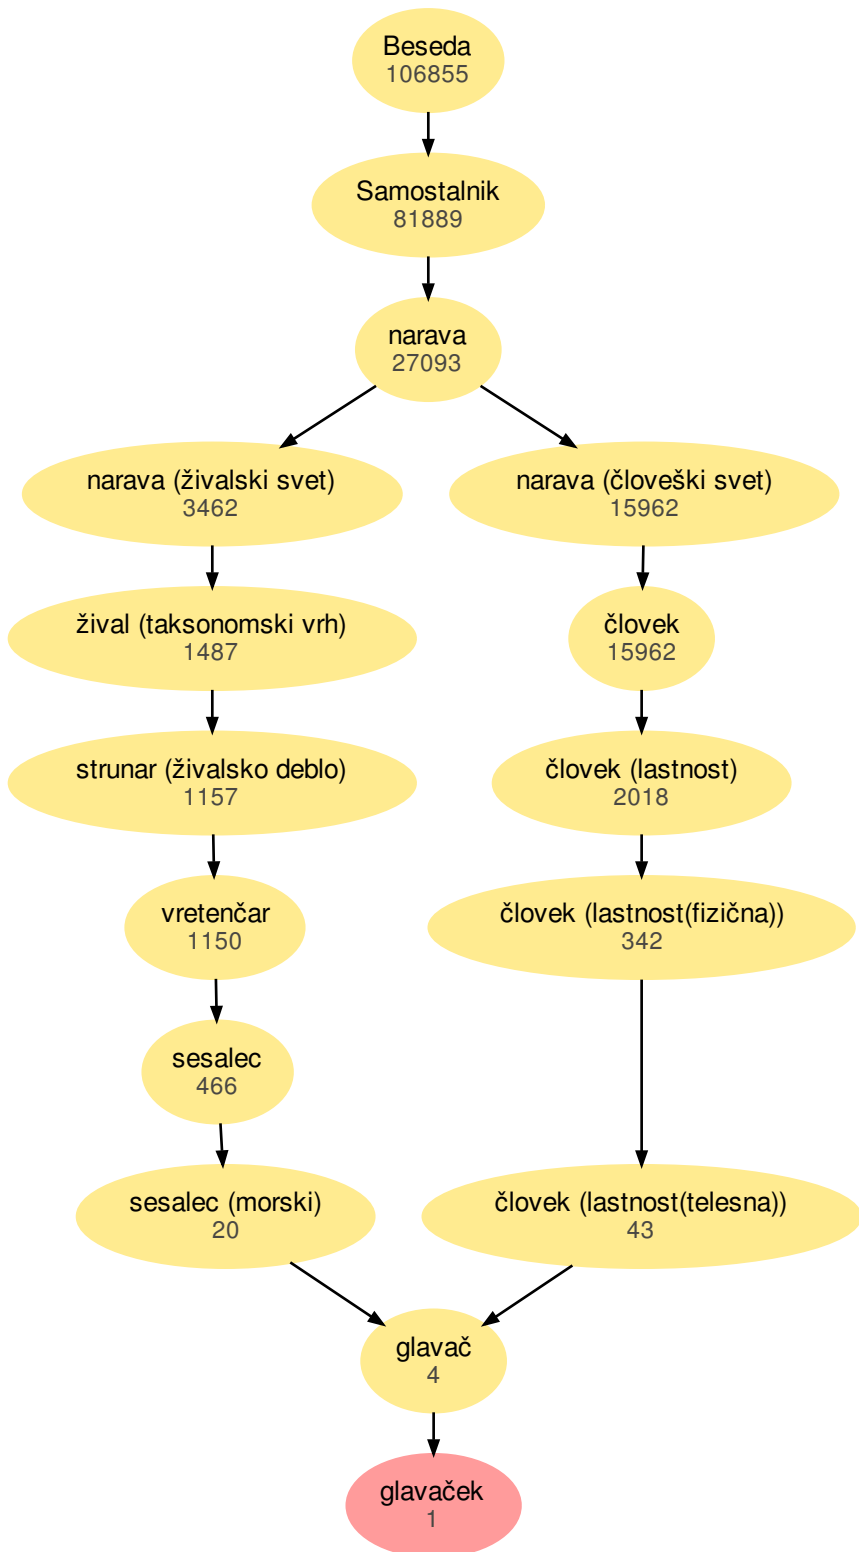 Beseda
106855
Samostalnik
81889
narava
27093
narava (živalski svet)
3462
narava (človeški svet)
15962
žival (taksonomski vrh)
1487
človek
15962
strunar (živalsko deblo)
1157
človek (lastnost)
2018
vretenčar
1150
človek (lastnost(fizična))
342
sesalec
466
sesalec (morski)
20
človek (lastnost(telesna))
43
glavač
4
glavaček
1